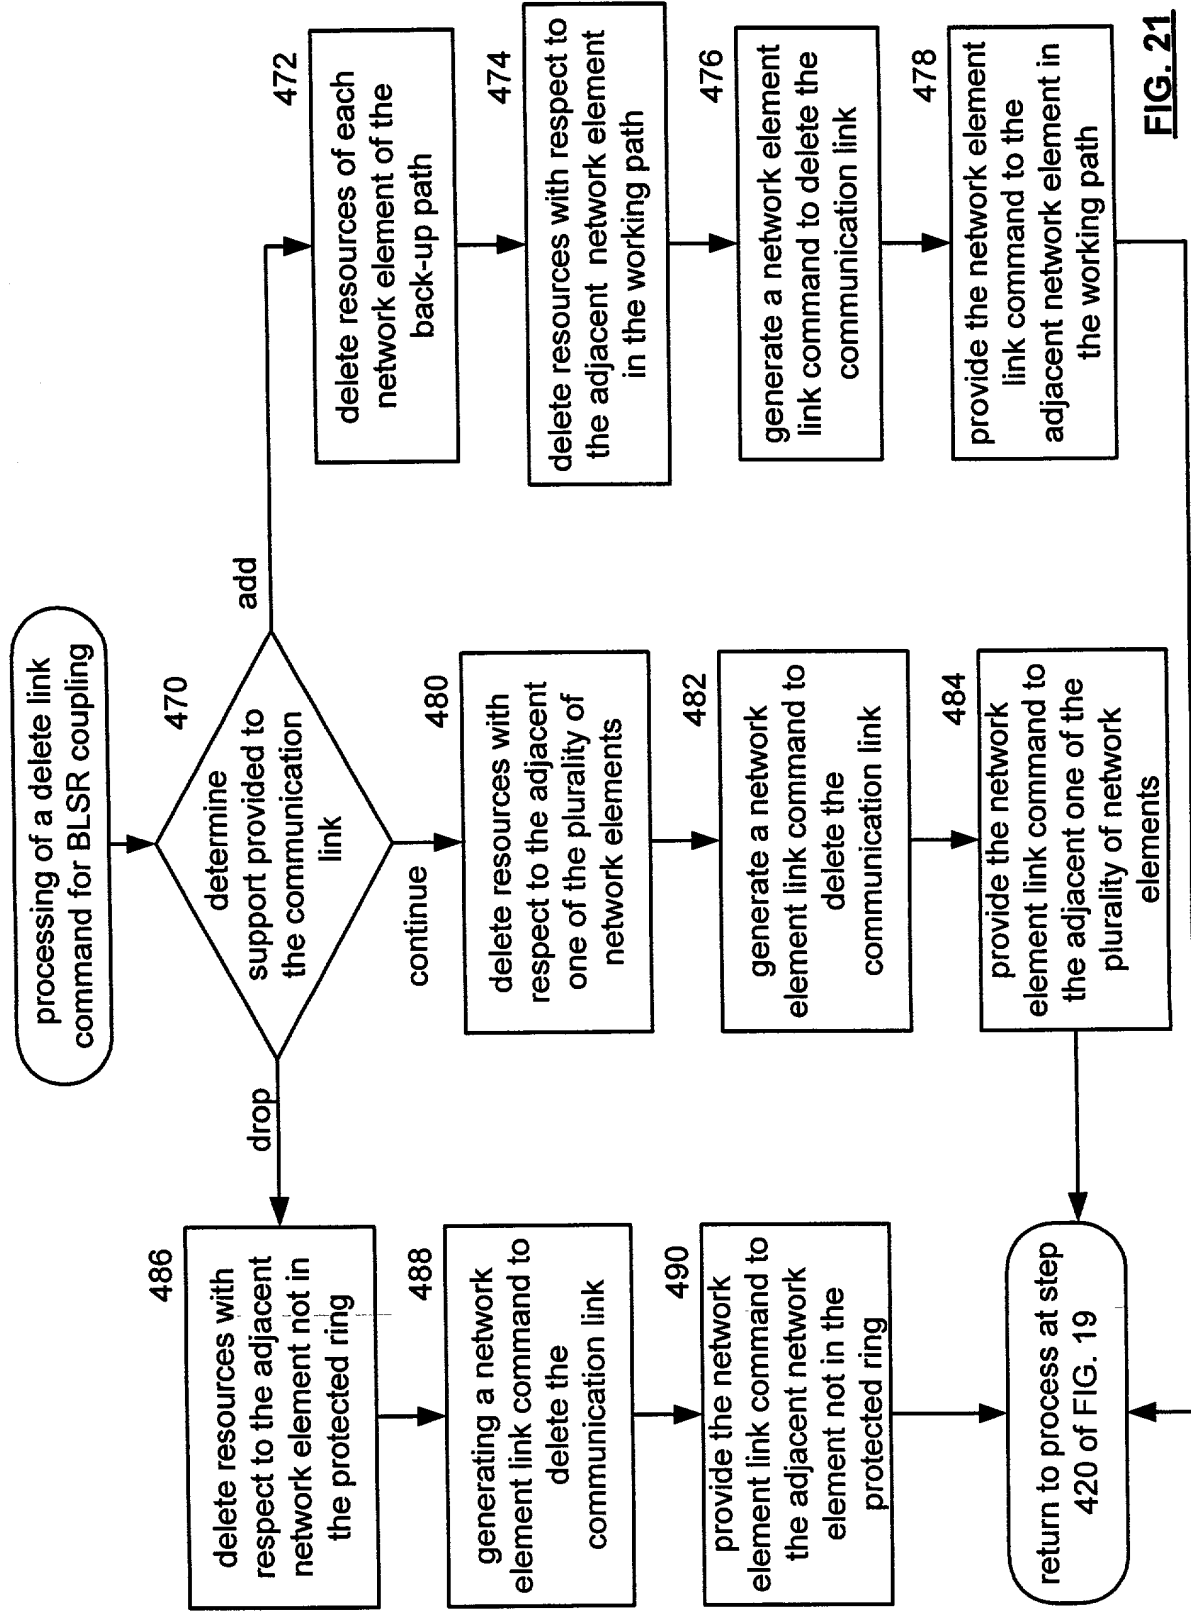 processing of a delete link
command for BLSR coupling
470
determine
support provided to
the communication
link
drop
continue
add
486
delete resources with
respect to the adjacent
network element not in
the protected ring
488
generating a network
element link command to
delete the
communication link
490
provide the network
element link command to
the adjacent network
element not in the
protected ring
480
delete resources with
respect to the adjacent
one of the plurality of
network elements
482
generate a network
element link command to
delete the
communication link
484
provide the network
element link command to
the adjacent one of the
plurality of network
elements
472
delete resources of each
network element of the
back-up path
474
delete resources with respect to
the adjacent network element
in the working path
476
generate a network element
link command to delete the
communication link
478
provide the network element
link command to the
adjacent network element in
the working path
return to process at step
420 of FIG. 19
FIG. 21